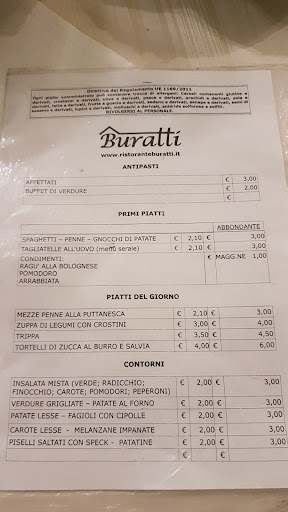 Direttiva del Regolamento UE 1169/2011
Ogni piatto somministrato può contenere tracce di allergeni: Cereali contenenti glutine e
derivati, crostacei e derivati, uova e derivati, pesce e derivati, arachidi e derivati, soia e
derivati, latte e derivati, frutta a guscio e derivati, sedano e derivati, senape e derivati, semi di
sesamo e derivati, lupini e derivati, molluschi e derivati, anidride solforosa e solfiti.
RIVOLGERSI AL PERSONALE.
Buratti
www.ristoranteburatti.it
ANTIPASTI
AFFETTATI € 3,00
BUFFET DI VERDURE € 2,00
€
PRIMI PIATTI
ABBONDANTE
SPAGHETTI – PENNE – GNOCCHI DI PATATE € 2,10 € 3,00
TAGLIATELLE ALL'UOVO (menù serale) € 2,10 € 3,00
CONDIMENTI: € MAGG.NE 1,00
RAGU' ALLA BOLOGNESE
POMODORO
ARRABBIATA
PIATTI DEL GIORNO
MEZZE PENNE ALLA PUTTANESCA € 2,10 € 3,00
ZUPPA DI LEGUMI CON CROSTINI € 3,00 € 4,00
TRIPPA € 3,50 € 4,50
TORTELLI DI ZUCCA AL BURRO E SALVIA € 4,00 € 6,00
CONTORNI
INSALATA MISTA (VERDE; RADICCHIO; € 2,00 € 3,00
FINOCCHIO; CAROTE; POMODORI; PEPERONI)
VERDURE GRIGLIATE – PATATE AL FORNO € 2,00 € 3,00
PATATE LESSE – FAGIOLI CON CIPOLLE € 2,00 € 3,00
CAROTE LESSE - MELANZANE IMPANATE € 2,00 € 3,00
PISELLI SALTATI CON SPECK - PATATINE € 2,00 € 3,00
€ €